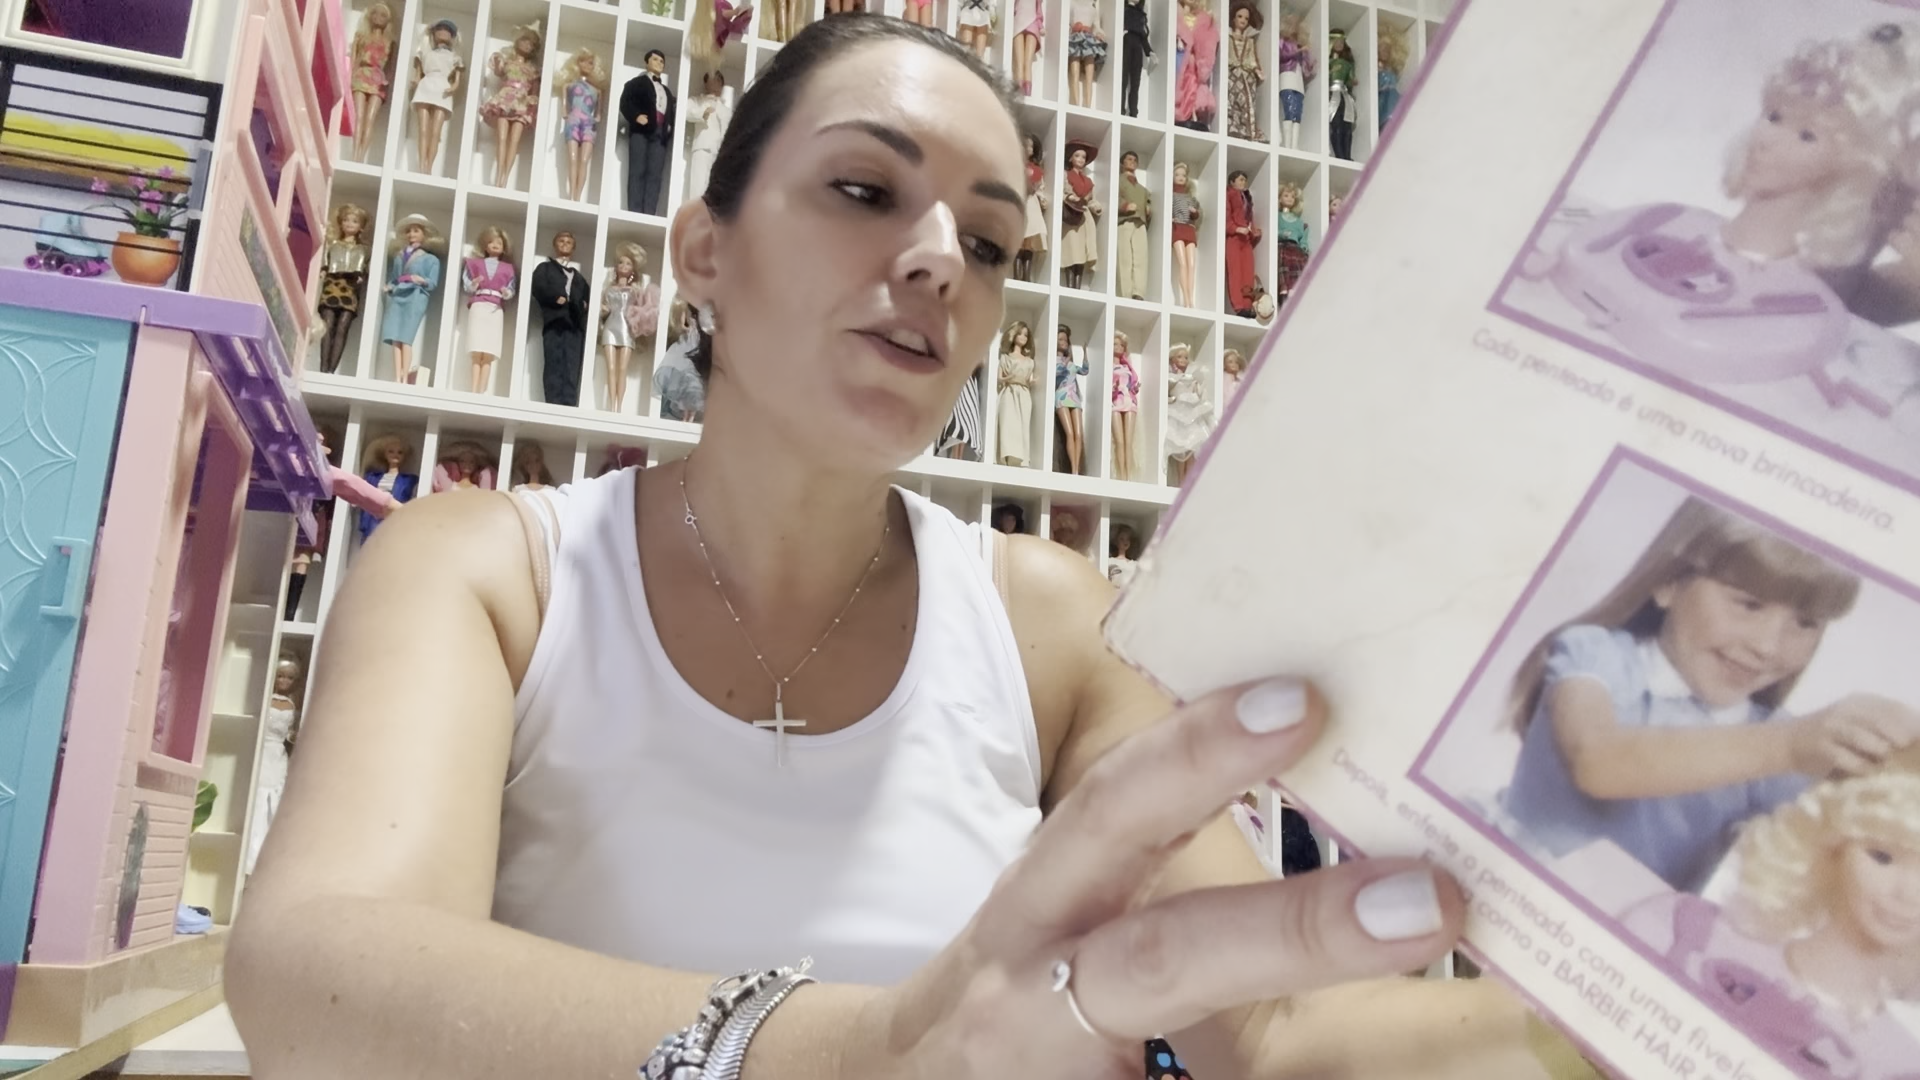 Cada penteado é uma nova brincadeira.
Depois, enfeite o penteado com uma fivela
como a BARBIE HAIR